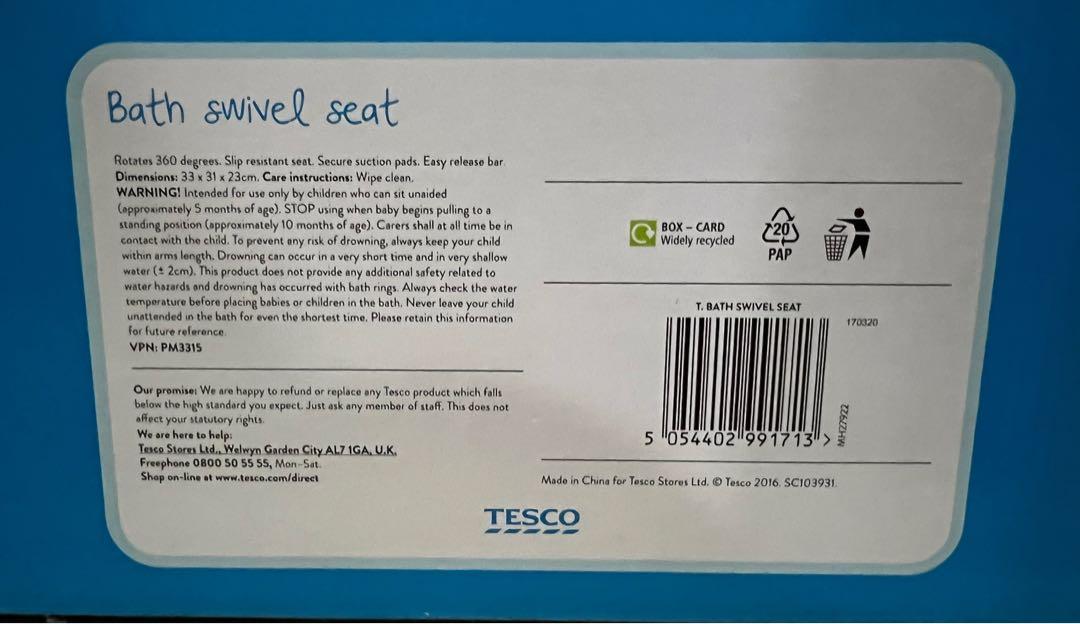 Bath swivel seat
Rotates 360 degrees. Slip resistant seat. Secure suction pads. Easy release bar.
Dimensions: 33 x 31 x 23cm. Care instructions: Wipe clean.
WARNING! Intended for use only by children who can sit unaided
(approximately 5 months of age). STOP using when baby begins pulling to a
standing position (approximately 10 months of age). Carers shall at all time be in
contact with the child. To prevent any risk of drowning, always keep your child
within arms length. Drowning can occur in a very short time and in very shallow
water (± 2cm). This product does not provide any additional safety related to
water hazards and drowning has occurred with bath rings. Always check the water
temperature before placing babies or children in the bath. Never leave your child
unattended in the bath for even the shortest time. Please retain this information
for future reference.
VPN: PM3315
Our promise: We are happy to refund or replace any Tesco product which falls
below the high standard you expect. Just ask any member of staff. This does not
affect your statutory rights.
We are here to help:
Tesco Stores Ltd., Welwyn Garden City AL7 1GA, U.K.
Freephone 0800 50 55 55, Mon-Sat.
Shop on-line at www.tesco.com/direct
BOX - CARD
Widely recycled
20
PAP
T. BATH SWIVEL SEAT
170320
MH27922
5 054402 991713 >
Made in China for Tesco Stores Ltd. © Tesco 2016. SC103931.
TESCO